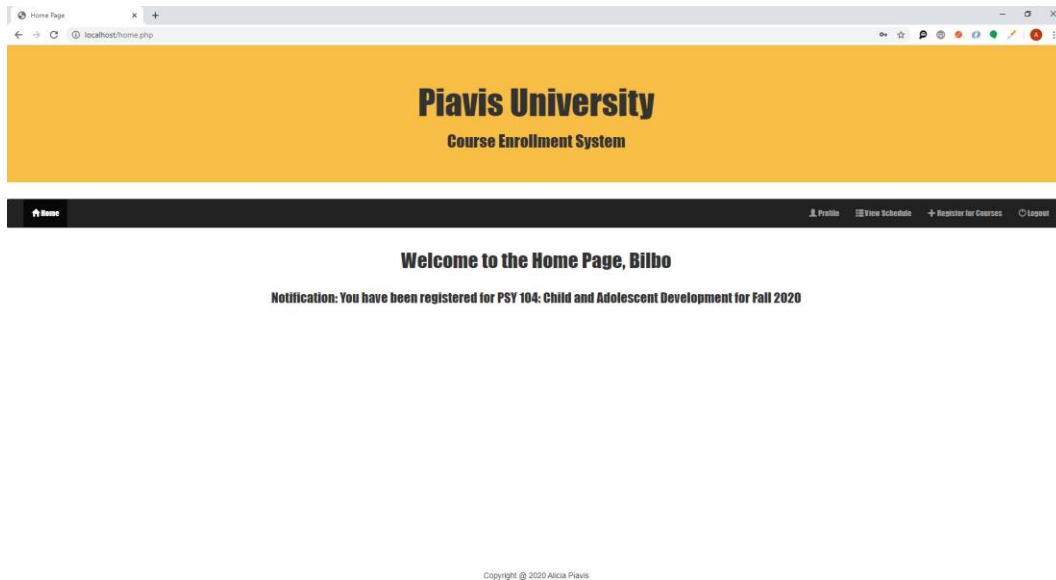 Home Page
localhost/home.php
A
Piavis University
Course Enrollment System
Home Profile View Schedule Register for Courses Logout
Welcome to the Home Page, Bilbo
Notification: You have been registered for PSY 104: Child and Adolescent Development for Fall 2020
Copyright @ 2020 Alicia Piavis